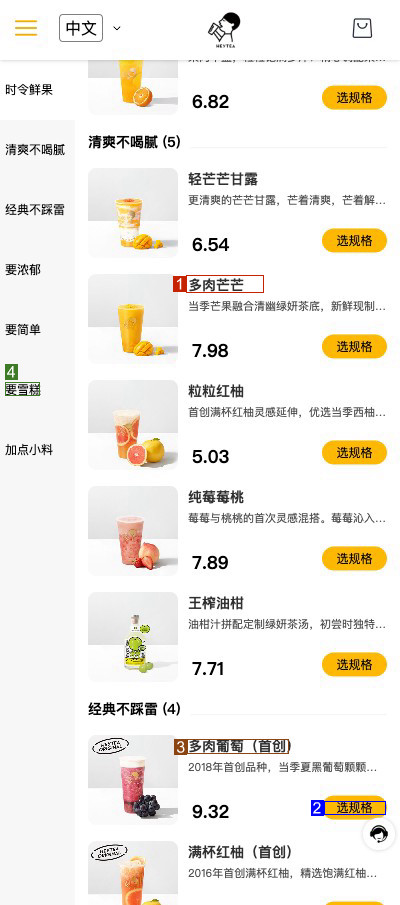 中文
HEYTEA
时令鲜果
6.82
选规格
清爽不喝腻
清爽不喝腻 (5)
轻芒芒甘露
更清爽的芒芒甘露，芒着清爽，芒着解...
6.54
选规格
经典不踩雷
要浓郁
1
多肉芒芒
当季芒果融合清幽绿妍茶底，新鲜现制...
7.98
选规格
要简单
4
要雪糕
粒粒红柚
首创满杯红柚灵感延伸，优选当季西柚...
5.03
选规格
加点小料
纯莓莓桃
莓莓与桃桃的首次灵感混搭。莓莓沁入...
7.89
选规格
王榨油柑
油柑汁拼配定制绿妍茶汤，初尝时独特...
7.71
选规格
经典不踩雷 (4)
HEYTEA
ORIGINAL
3
多肉葡萄（首创）
2018年首创品种，当季夏黑葡萄颗颗...
9.32
2
选规格
HEYTEA
满杯红柚（首创）
2016年首创满杯红柚，精选饱满红柚...